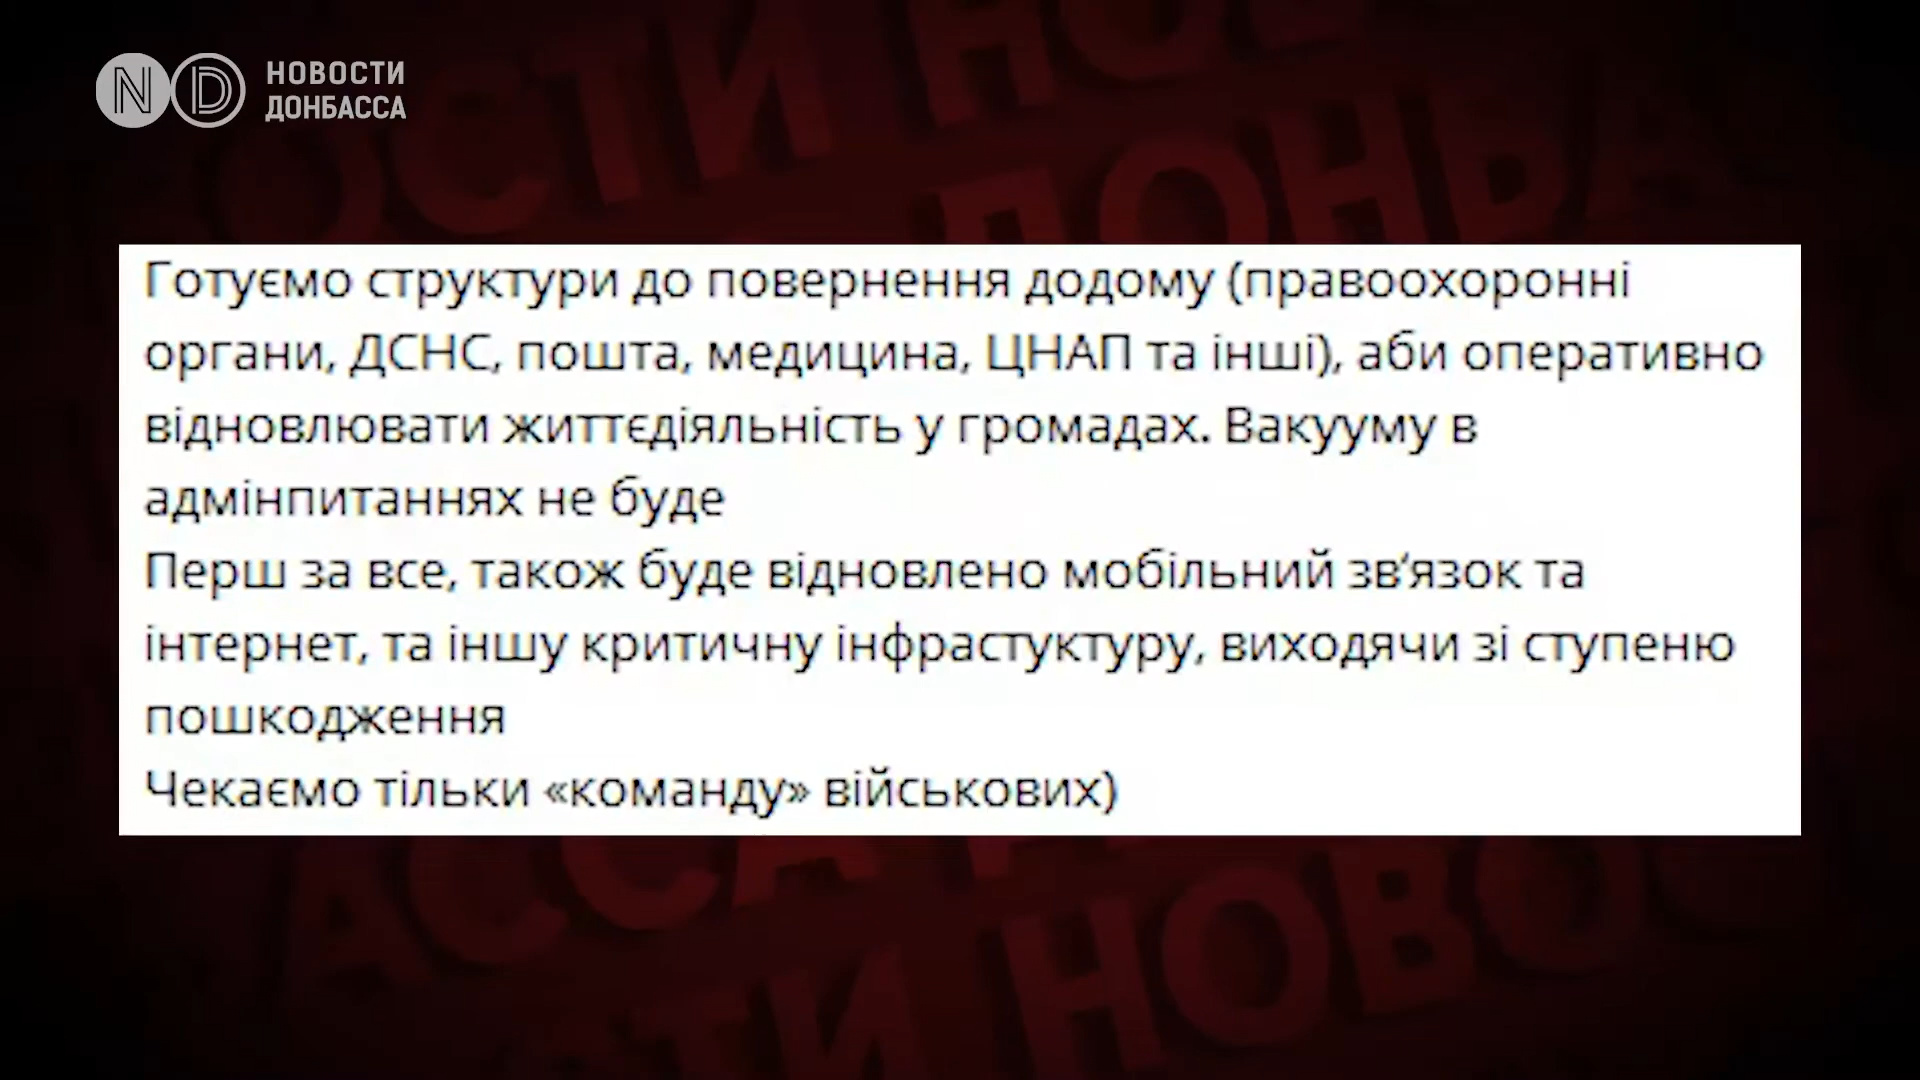 НОВОСТИ
ДОНБАССА
Готуємо структури до повернення додому (правоохоронні
органи, ДСНС, пошта, медицина, ЦНАП та інші), аби оперативно
відновлювати життєдіяльність у громадах. Вакууму в
адмінпитаннях не буде
Перш за все, також буде відновлено мобільний зв‘язок та
інтернет, та іншу критичну інфрастуктуру, виходячи зі ступеню
пошкодження
Чекаємо тільки «команду» військових)